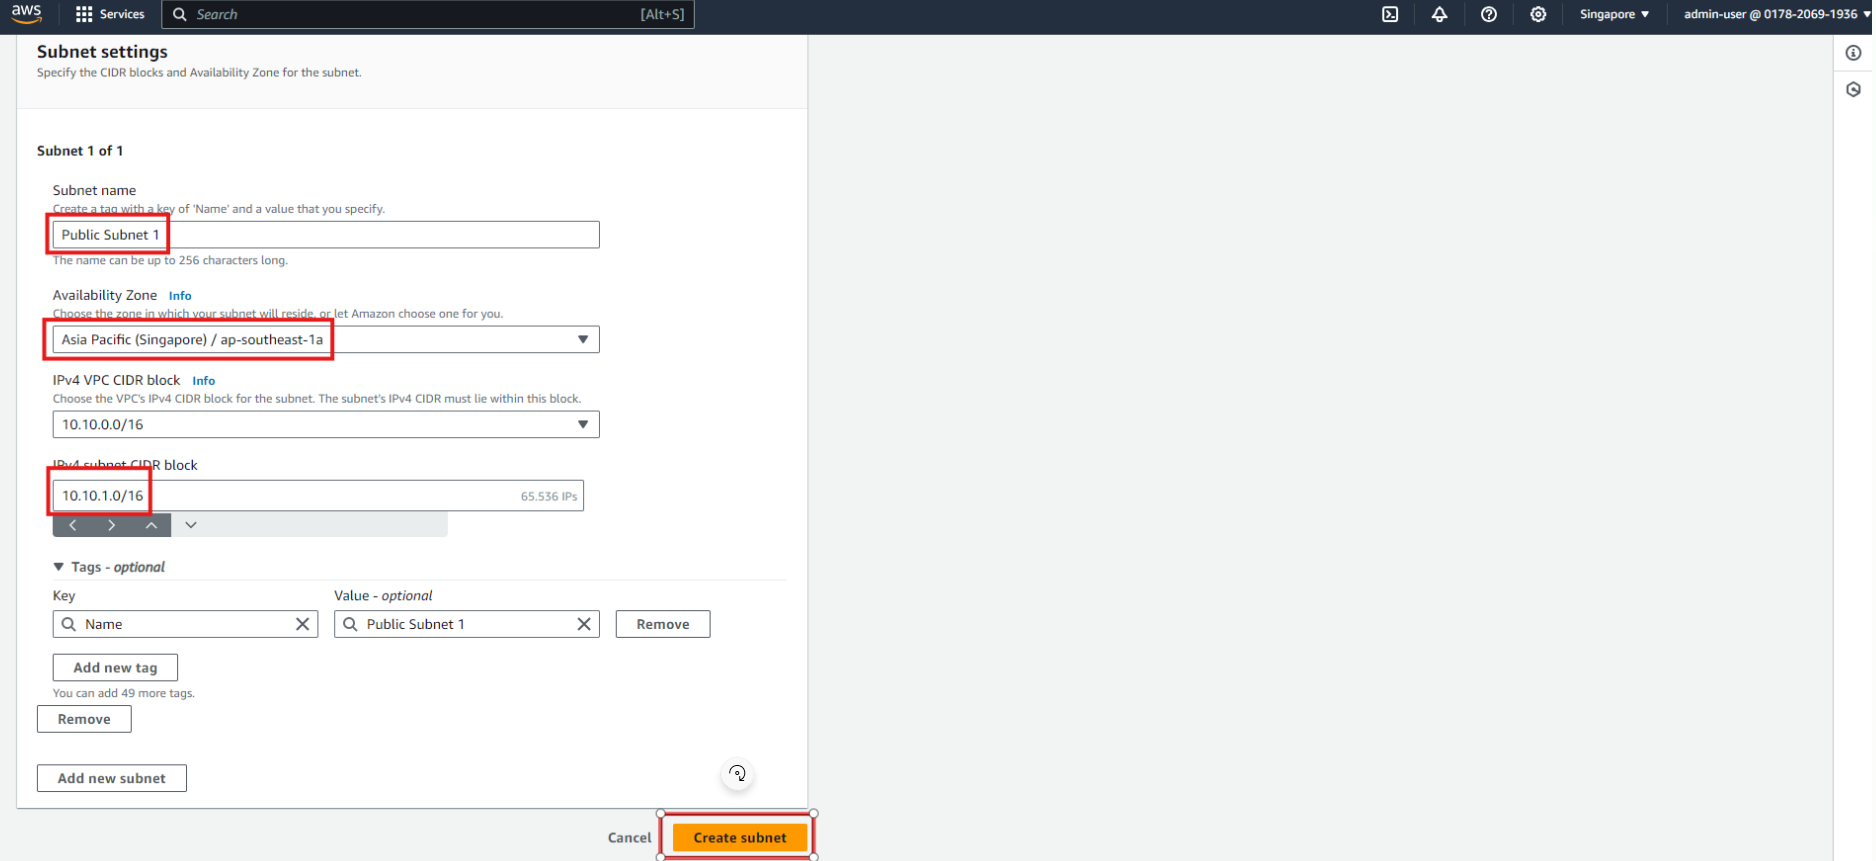 aws Services Search [Alt+S] Singapore ▼ admin-user @ 0178-2069-1936 ▼
Subnet settings
Specify the CIDR blocks and Availability Zone for the subnet.
Subnet 1 of 1
Subnet name
Create a tag with a key of 'Name' and a value that you specify.
Public Subnet 1
The name can be up to 256 characters long.
Availability Zone Info
Choose the zone in which your subnet will reside, or let Amazon choose one for you.
Asia Pacific (Singapore) / ap-southeast-1a
IPv4 VPC CIDR block Info
Choose the VPC's IPv4 CIDR block for the subnet. The subnet's IPv4 CIDR must lie within this block.
10.10.0.0/16
IPv4 subnet CIDR block
10.10.1.0/16 65.536 IPs
Tags - optional
Key Value - optional
Name Public Subnet 1 Remove
Add new tag
You can add 49 more tags.
Remove
Add new subnet
Cancel Create subnet